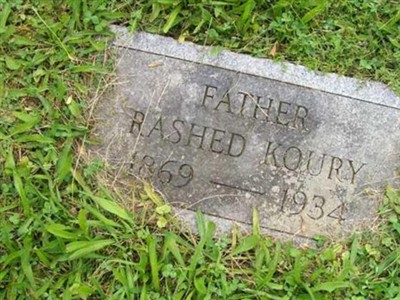 FATHER
RASHED KOURY
1869 — 1934